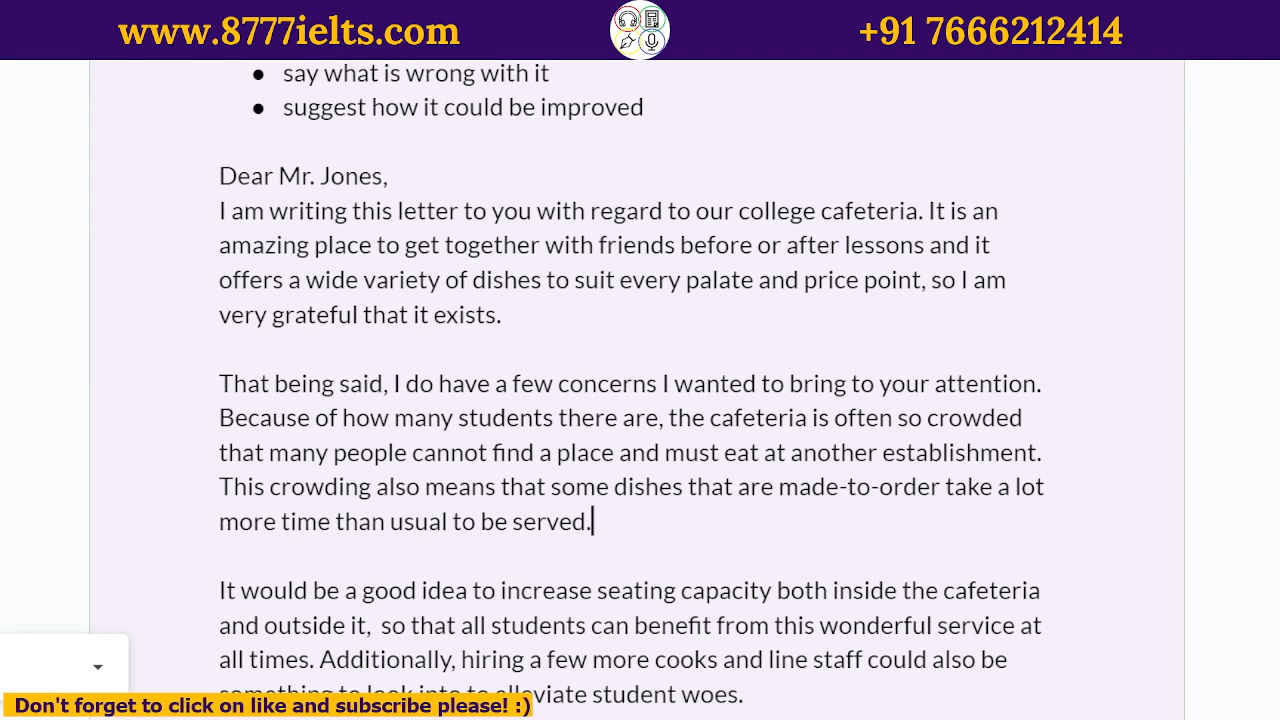 www.8777ielts.com
+91 7666212414
● say what is wrong with it
● suggest how it could be improved
Dear Mr. Jones,
I am writing this letter to you with regard to our college cafeteria. It is an
amazing place to get together with friends before or after lessons and it
offers a wide variety of dishes to suit every palate and price point, so I am
very grateful that it exists.
That being said, I do have a few concerns I wanted to bring to your attention.
Because of how many students there are, the cafeteria is often so crowded
that many people cannot find a place and must eat at another establishment.
This crowding also means that some dishes that are made-to-order take a lot
more time than usual to be served.
It would be a good idea to increase seating capacity both inside the cafeteria
and outside it,  so that all students can benefit from this wonderful service at
all times. Additionally, hiring a few more cooks and line staff could also be
something to look into to alleviate student woes.
Don't forget to click on like and subscribe please! :)